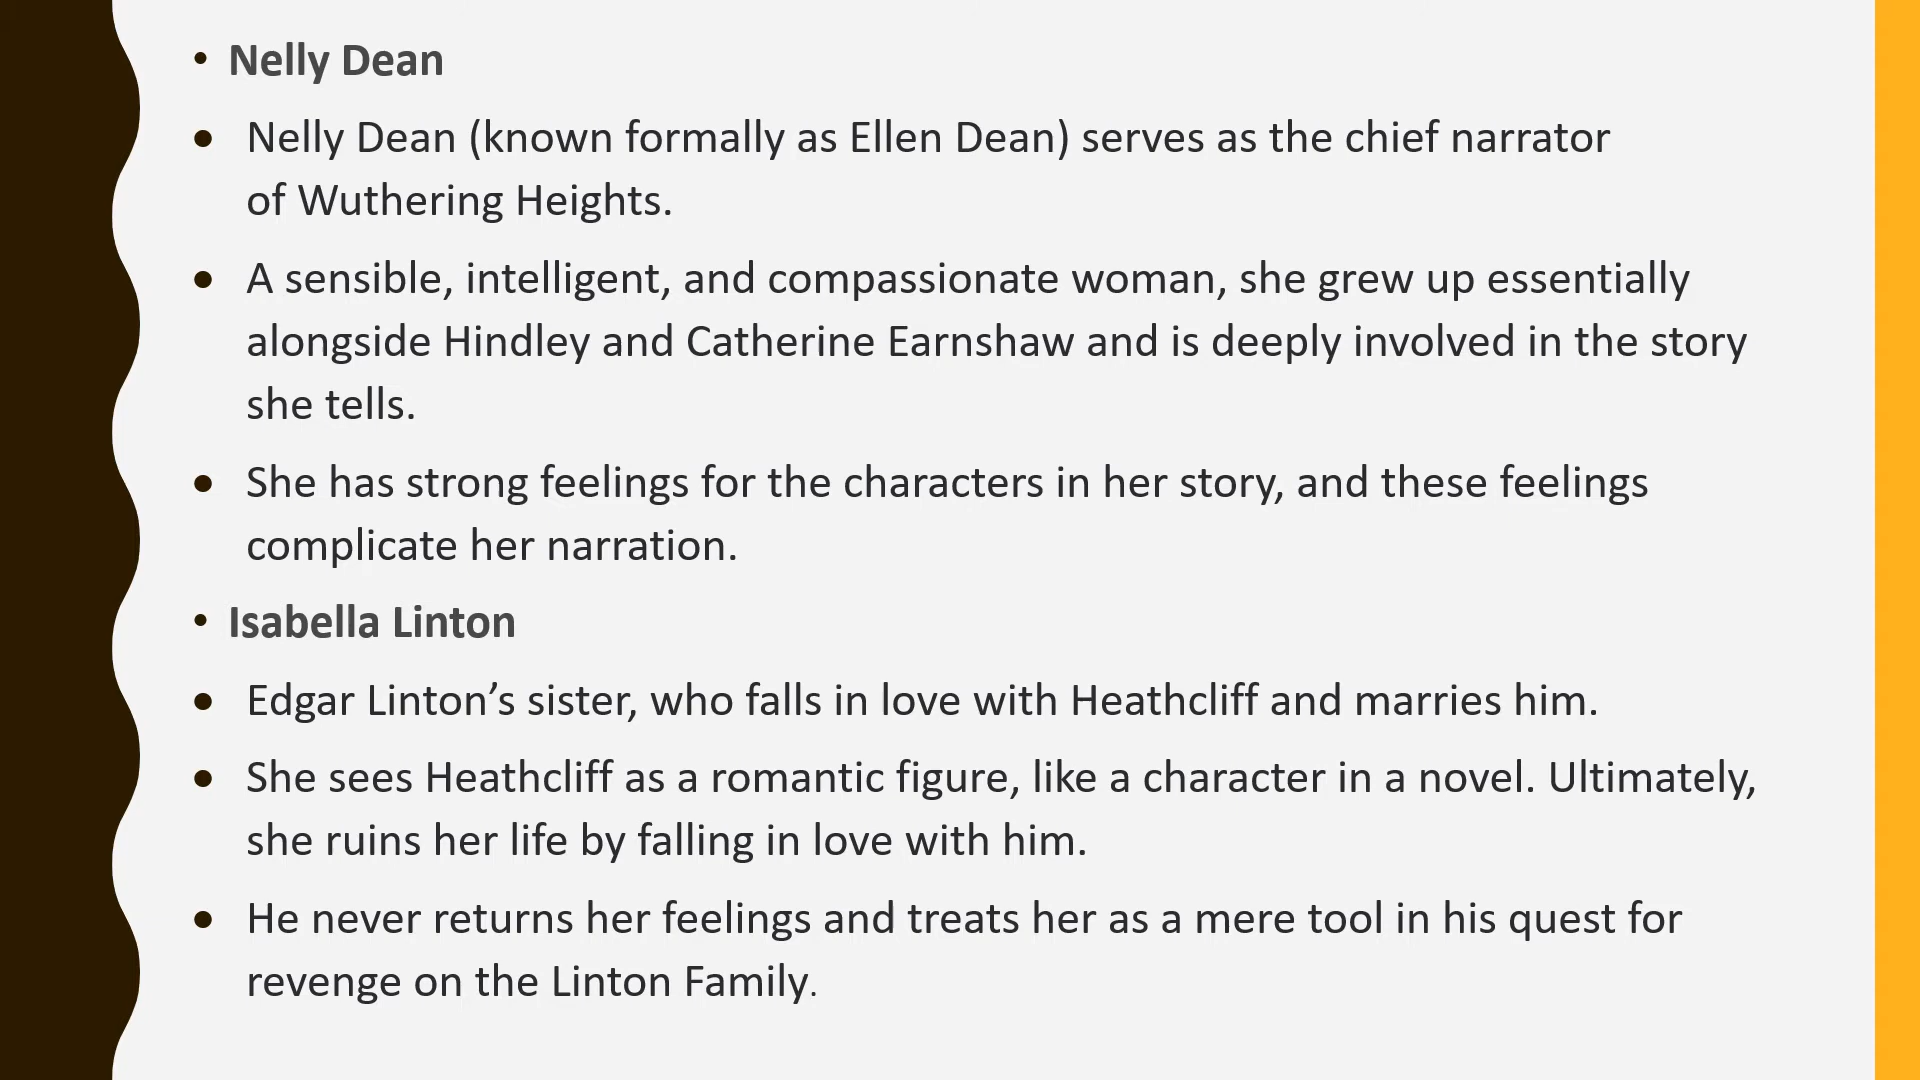 • Nelly Dean
• Nelly Dean (known formally as Ellen Dean) serves as the chief narrator
of Wuthering Heights.
• A sensible, intelligent, and compassionate woman, she grew up essentially
alongside Hindley and Catherine Earnshaw and is deeply involved in the story
she tells.
• She has strong feelings for the characters in her story, and these feelings
complicate her narration.
• Isabella Linton
• Edgar Linton’s sister, who falls in love with Heathcliff and marries him.
• She sees Heathcliff as a romantic figure, like a character in a novel. Ultimately,
she ruins her life by falling in love with him.
• He never returns her feelings and treats her as a mere tool in his quest for
revenge on the Linton Family.